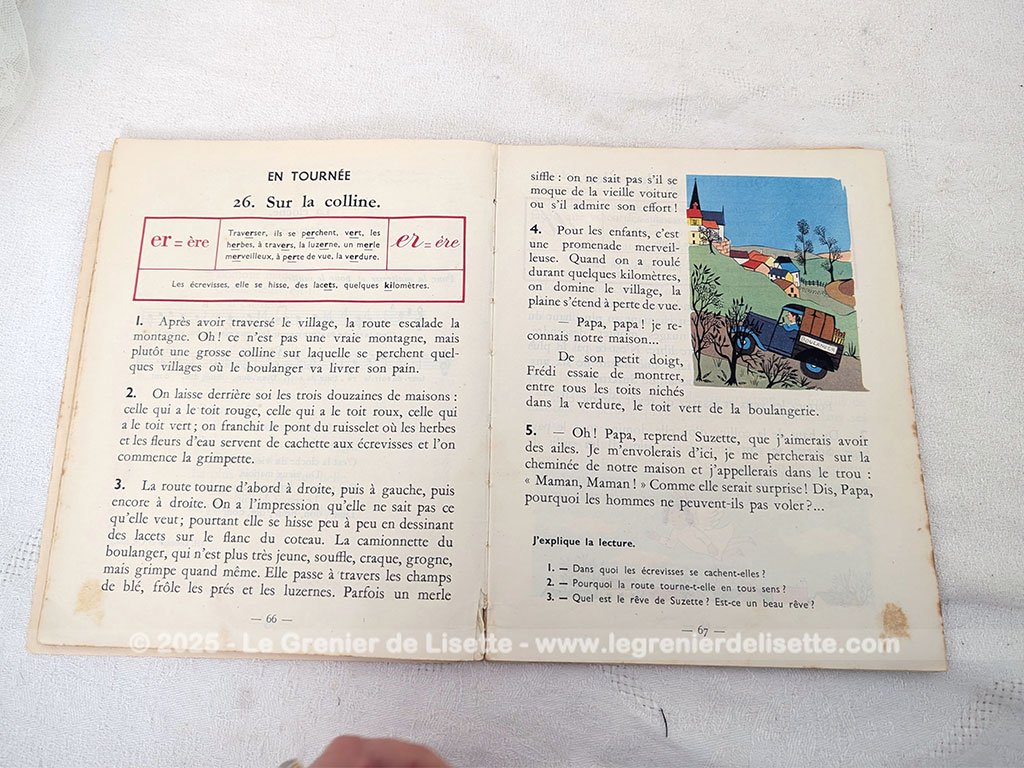 EN TOURNÉE
26. Sur la colline.
er = ère
Traverser, ils se perchent, vert, les
herbes, à travers, la luzerne, un merle
merveilleux, à perte de vue, la verdure.
er = ère
Les écrevisses, elle se hisse, des lacets, quelques kilomètres.
1. Après avoir traversé le village, la route escalade la
montagne. Oh! ce n'est pas une vraie montagne, mais
plutôt une grosse colline sur laquelle se perchent quel-
ques villages où le boulanger va livrer son pain.
2. On laisse derrière soi les trois douzaines de maisons :
celle qui a le toit rouge, celle qui a le toit roux, celle qui
a le toit vert; on franchit le pont du ruisselet où les herbes
et les fleurs d'eau servent de cachette aux écrevisses et l'on
commence la grimpette.
3. La route tourne d'abord à droite, puis à gauche, puis
encore à droite. On a l'impression qu'elle ne sait pas ce
qu'elle veut; pourtant elle se hisse peu à peu en dessinant
des lacets sur le flanc du coteau. La camionnette du
boulanger, qui n'est plus très jeune, souffle, craque, grogne,
mais grimpe quand même. Elle passe à travers les champs
de blé, frôle les prés et les luzernes. Parfois un merle
— 66 —
siffle : on ne sait pas s'il se
moque de la vieille voiture
ou s'il admire son effort!
4. Pour les enfants, c'est
une promenade merveil-
leuse. Quand on a roulé
durant quelques kilomètres,
on domine le village, la
plaine s'étend à perte de vue.
— Papa, papa! je re-
connais notre maison...
De son petit doigt,
Frédi essaie de montrer,
entre tous les toits nichés
dans la verdure, le toit vert de la boulangerie.
BOULANGER
5. — Oh! Papa, reprend Suzette, que j'aimerais avoir
des ailes. Je m'envolerais d'ici, je me percherais sur la
cheminée de notre maison et j'appellerais dans le trou :
« Maman, Maman! » Comme elle serait surprise! Dis, Papa,
pourquoi les hommes ne peuvent-ils pas voler?...
J'explique la lecture.
1. — Dans quoi les écrevisses se cachent-elles?
2. — Pourquoi la route tourne-t-elle en tous sens?
3. — Quel est le rêve de Suzette? Est-ce un beau rêve?
— 67 —
© 2025 - Le Grenier de Lisette - www.legrenierdelisette.com